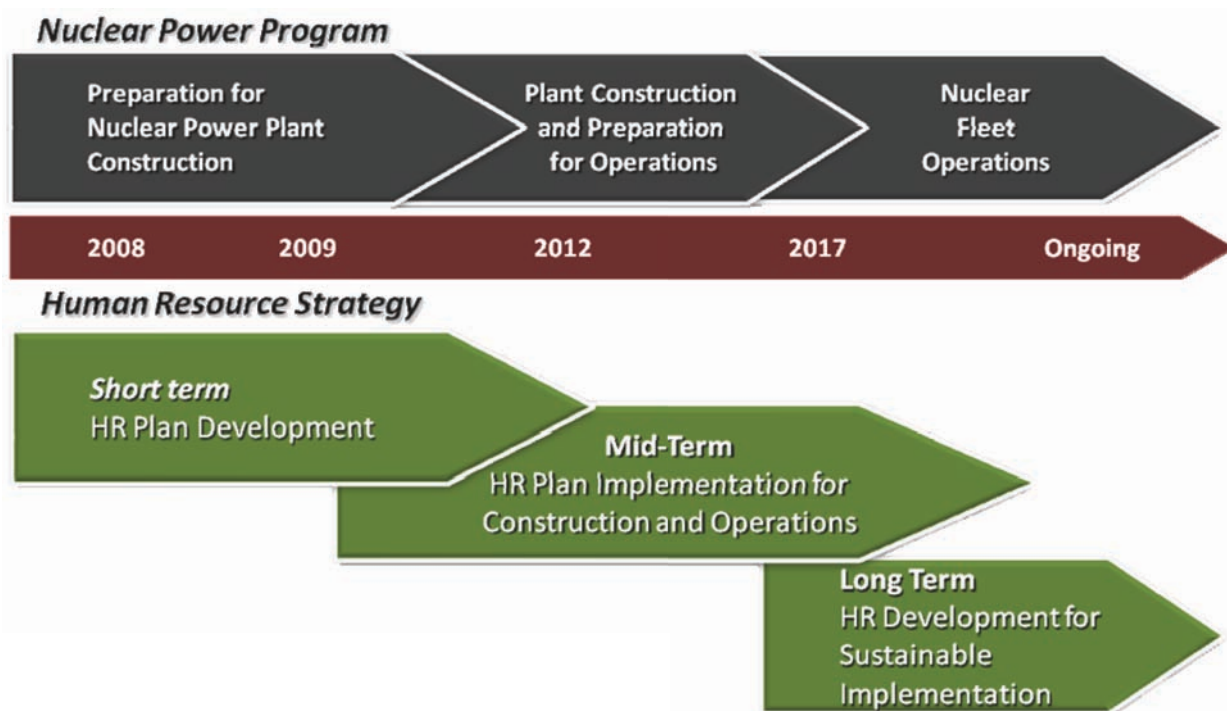 Nuclear Power Program
Preparation for
Nuclear Power Plant
Construction
Plant Construction
and Preparation
for Operations
Nuclear
Fleet
Operations
2008 2009 2012 2017 Ongoing
Human Resource Strategy
Short term
HR Plan Development
Mid-Term
HR Plan Implementation for
Construction and Operations
Long Term
HR Development for
Sustainable
Implementation